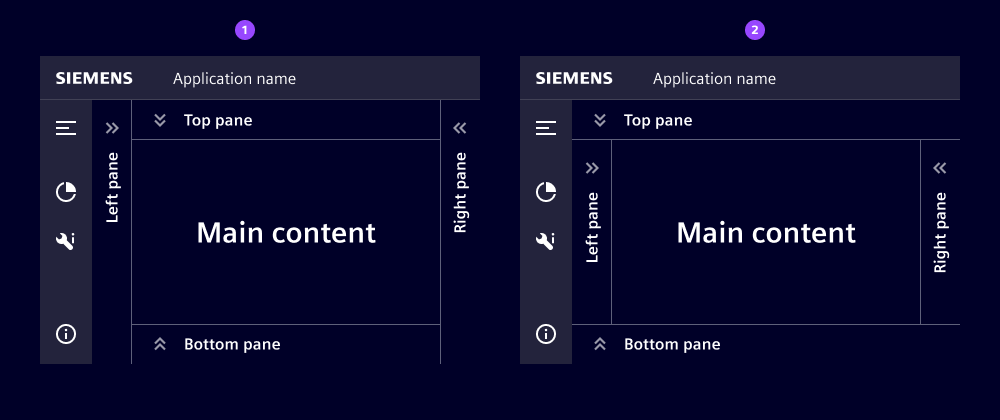 1
SIEMENS Application name
Top pane
Left pane
Main content
Right pane
Bottom pane
2
SIEMENS Application name
Top pane
Left pane
Main content
Right pane
Bottom pane